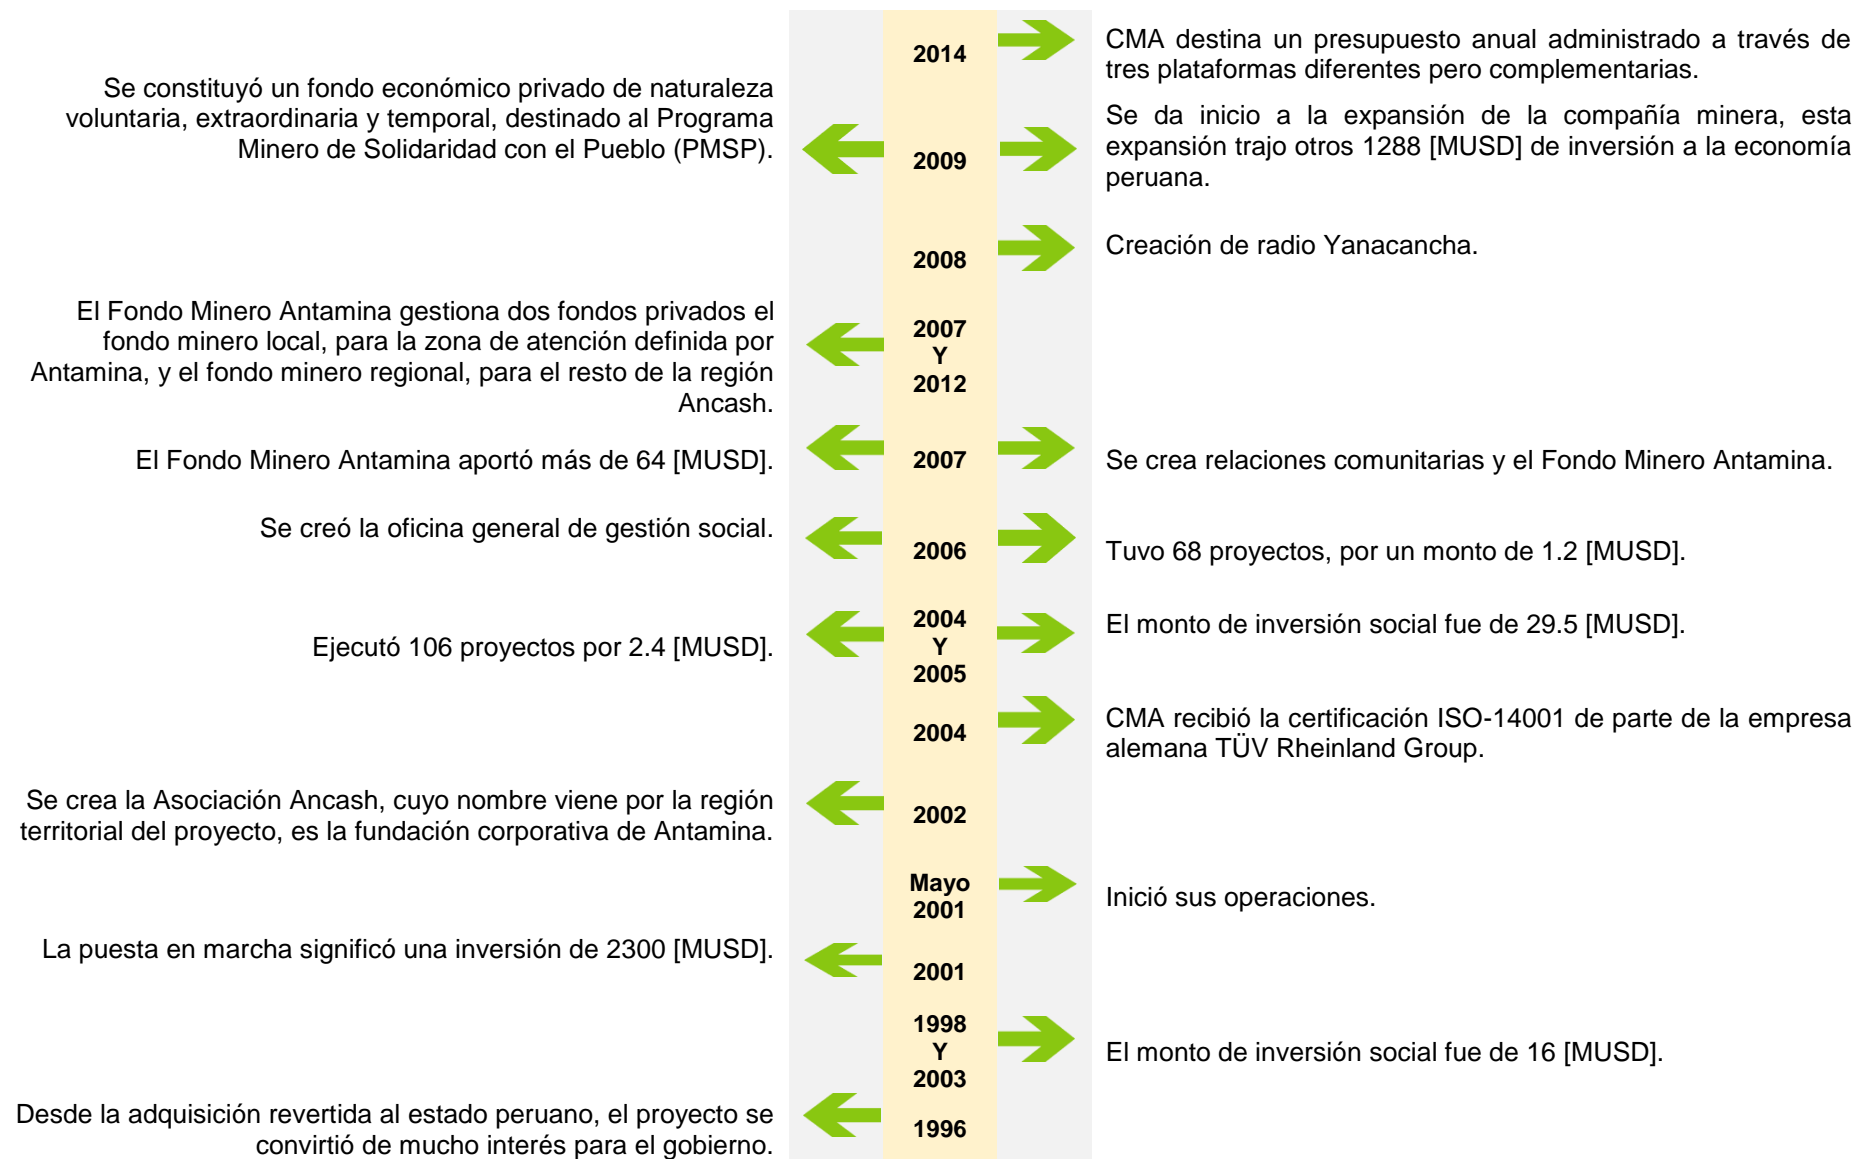 2014
CMA destina un presupuesto anual administrado a través de
tres plataformas diferentes pero complementarias.
Se constituyó un fondo económico privado de naturaleza
voluntaria, extraordinaria y temporal, destinado al Programa
Minero de Solidaridad con el Pueblo (PMSP).
2009
Se da inicio a la expansión de la compañía minera, esta
expansión trajo otros 1288 [MUSD] de inversión a la economía
peruana.
2008
Creación de radio Yanacancha.
El Fondo Minero Antamina gestiona dos fondos privados el
fondo minero local, para la zona de atención definida por
Antamina, y el fondo minero regional, para el resto de la región
Ancash.
2007
Y
2012
El Fondo Minero Antamina aportó más de 64 [MUSD].
2007
Se crea relaciones comunitarias y el Fondo Minero Antamina.
Se creó la oficina general de gestión social.
2006
Tuvo 68 proyectos, por un monto de 1.2 [MUSD].
Ejecutó 106 proyectos por 2.4 [MUSD].
2004
Y
2005
El monto de inversión social fue de 29.5 [MUSD].
2004
CMA recibió la certificación ISO-14001 de parte de la empresa
alemana TÜV Rheinland Group.
Se crea la Asociación Ancash, cuyo nombre viene por la región
territorial del proyecto, es la fundación corporativa de Antamina.
2002
Mayo
2001
Inició sus operaciones.
La puesta en marcha significó una inversión de 2300 [MUSD].
2001
1998
Y
2003
El monto de inversión social fue de 16 [MUSD].
Desde la adquisición revertida al estado peruano, el proyecto se
convirtió de mucho interés para el gobierno.
1996